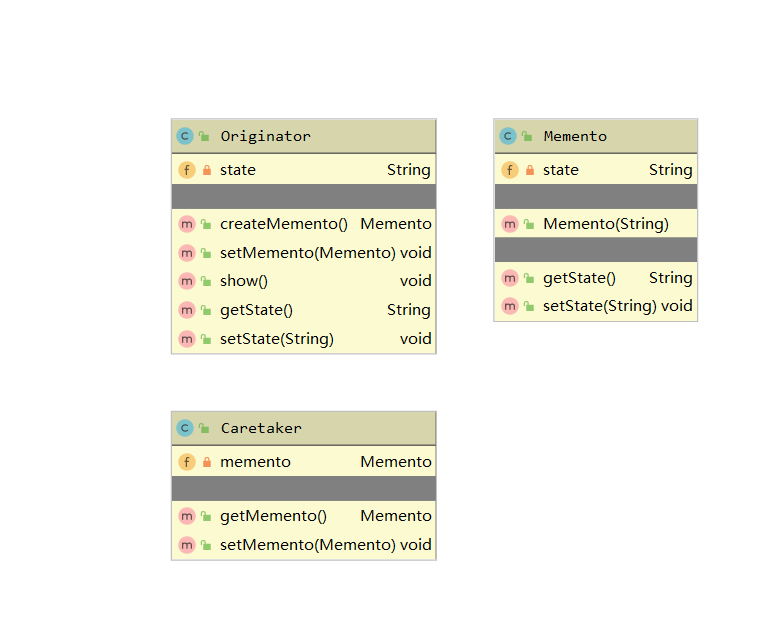 C Originator
f state String
m createMemento() Memento
m setMemento(Memento) void
m show() void
m getState() String
m setState(String) void
C Memento
f state String
m Memento(String)
m getState() String
m setState(String) void
C Caretaker
f memento Memento
m getMemento() Memento
m setMemento(Memento) void